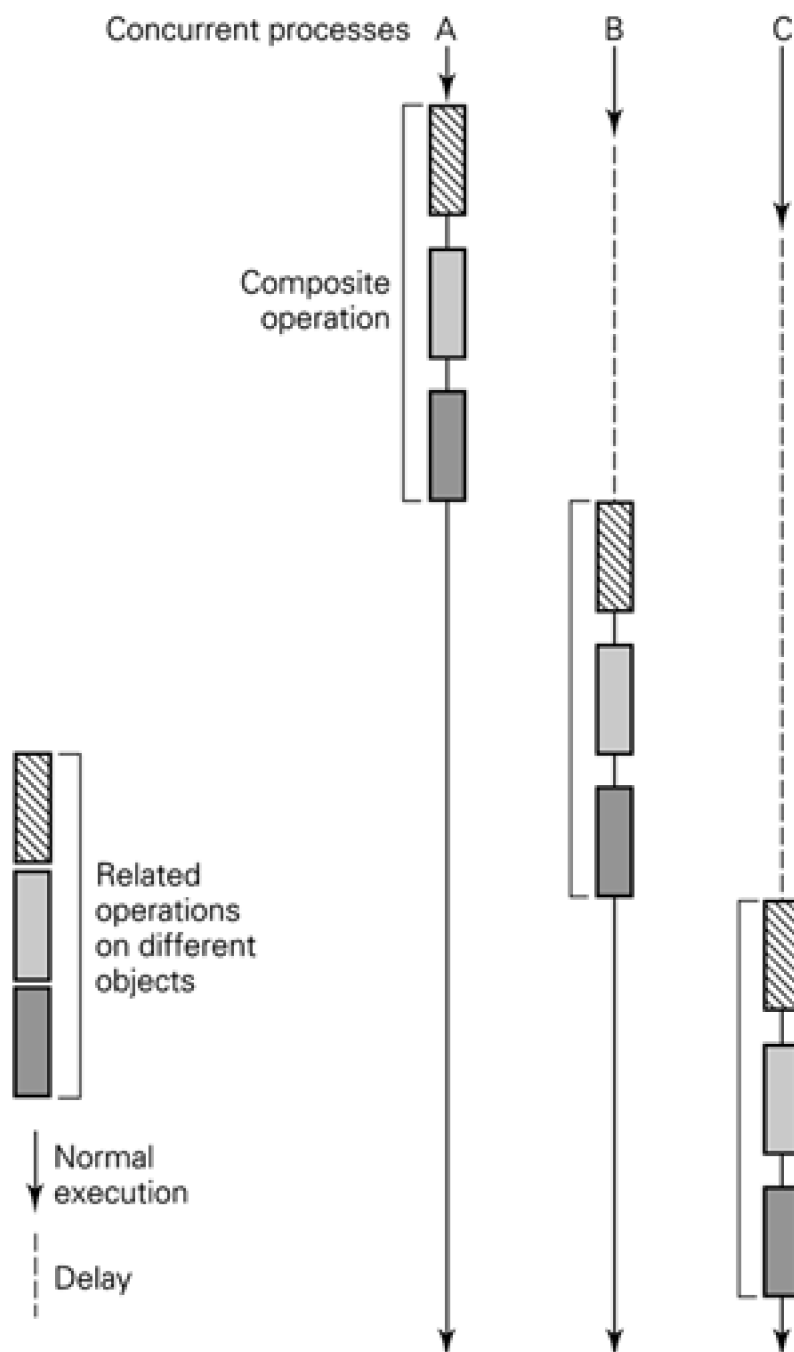 Concurrent processes A B C
Composite
operation
Related
operations
on different
objects
Normal
execution
Delay